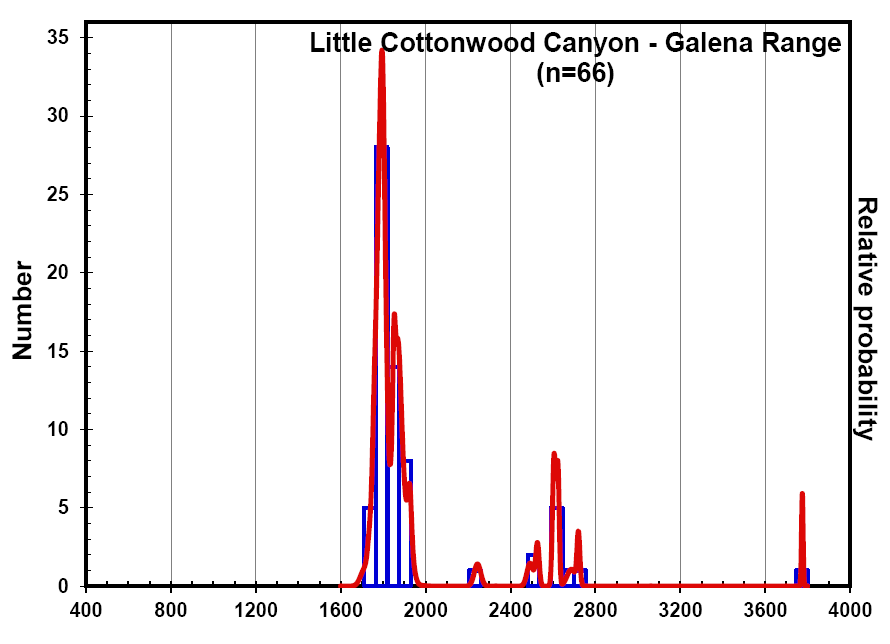 Little Cottonwood Canyon - Galena Range
(n=66)
35
30
25
20
15
10
5
0
Number
Relative probability
400 800 1200 1600 2000 2400 2800 3200 3600 4000